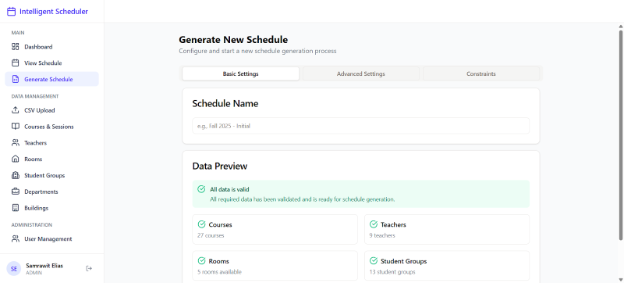 Intelligent Scheduler
MAIN
Dashboard
View Schedule
Generate Schedule
DATA MANAGEMENT
CSV Upload
Courses & Sessions
Teachers
Rooms
Student Groups
Departments
Buildings
ADMINISTRATION
User Management
SE
Samrawit Elias
ADMIN
Generate New Schedule
Configure and start a new schedule generation process
Basic Settings
Advanced Settings
Constraints
Schedule Name
e.g., Fall 2025 - Initial
Data Preview
All data is valid
All required data has been validated and is ready for schedule generation.
Courses
27 courses
Teachers
9 teachers
Rooms
5 rooms available
Student Groups
13 student groups